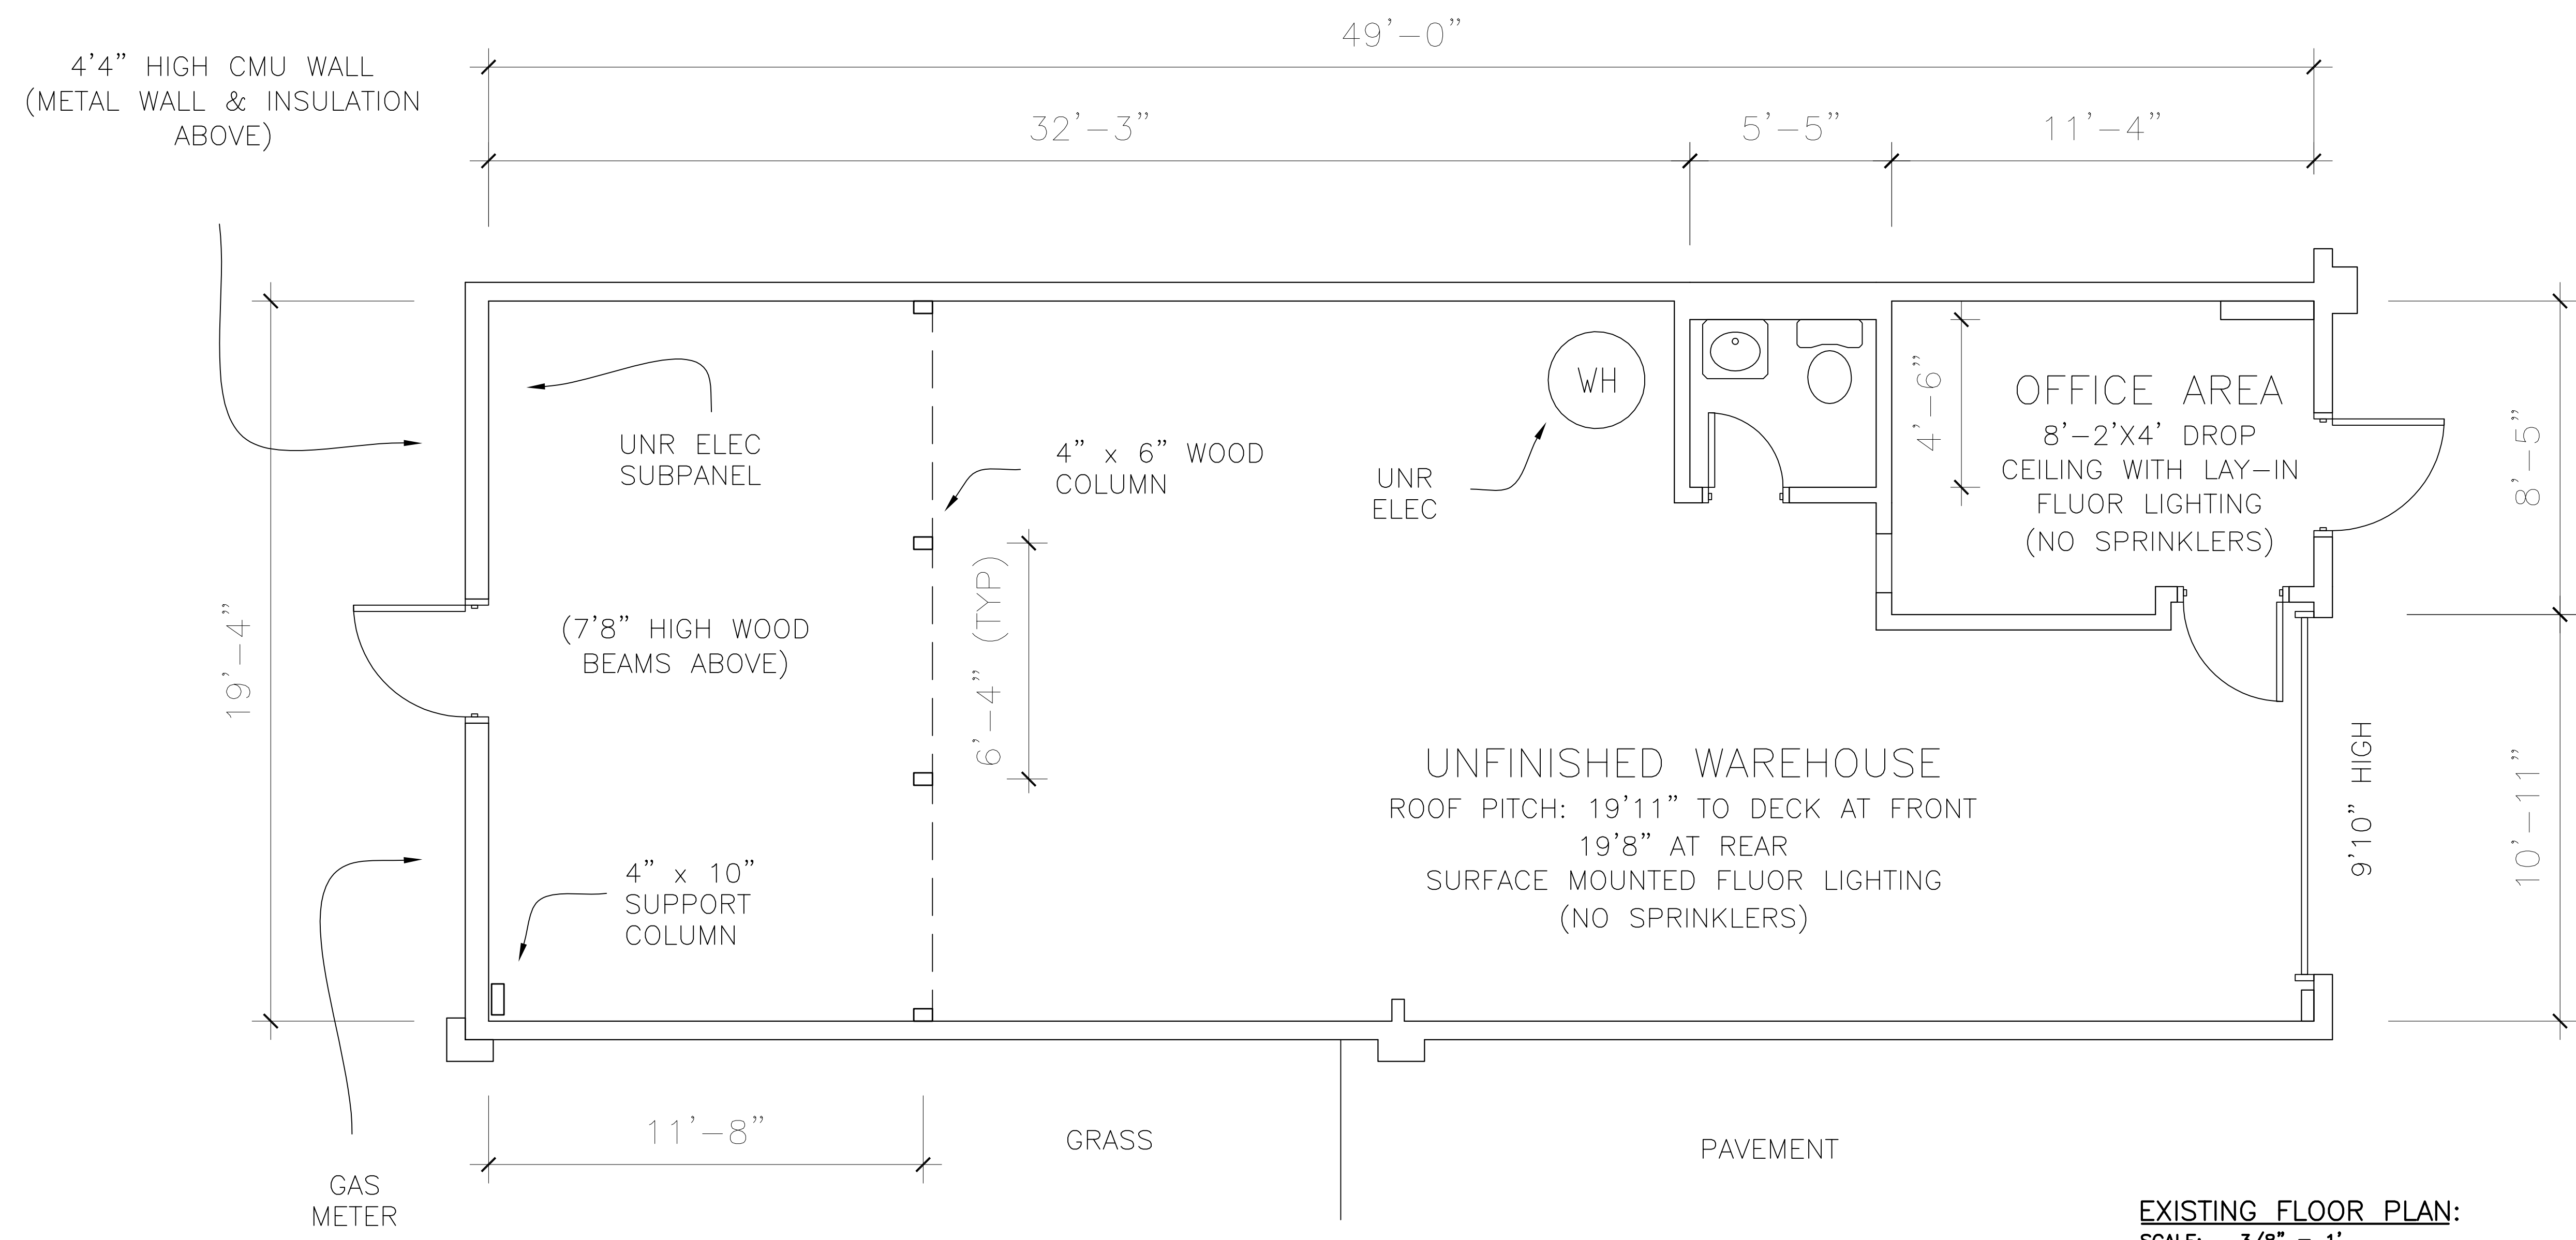 49'-0"
4'4" HIGH CMU WALL
(METAL WALL & INSULATION
ABOVE)
32'-3"
5'-5"
11'-4"
UNR ELEC
SUBPANEL
4" x 6" WOOD
COLUMN
UNR
ELEC
WH
4'-6"
OFFICE AREA
8'-2'X4' DROP
CEILING WITH LAY-IN
FLUOR LIGHTING
(NO SPRINKLERS)
8'-5"
19'-4"
(7'8" HIGH WOOD
BEAMS ABOVE)
6'-4" (TYP)
UNFINISHED WAREHOUSE
ROOF PITCH: 19'11" TO DECK AT FRONT
19'8" AT REAR
SURFACE MOUNTED FLUOR LIGHTING
(NO SPRINKLERS)
9'10" HIGH
10'-11"
4" x 10"
SUPPORT
COLUMN
11'-8"
GRASS
PAVEMENT
GAS
METER
EXISTING FLOOR PLAN:
SCALE: 3/8" = 1'